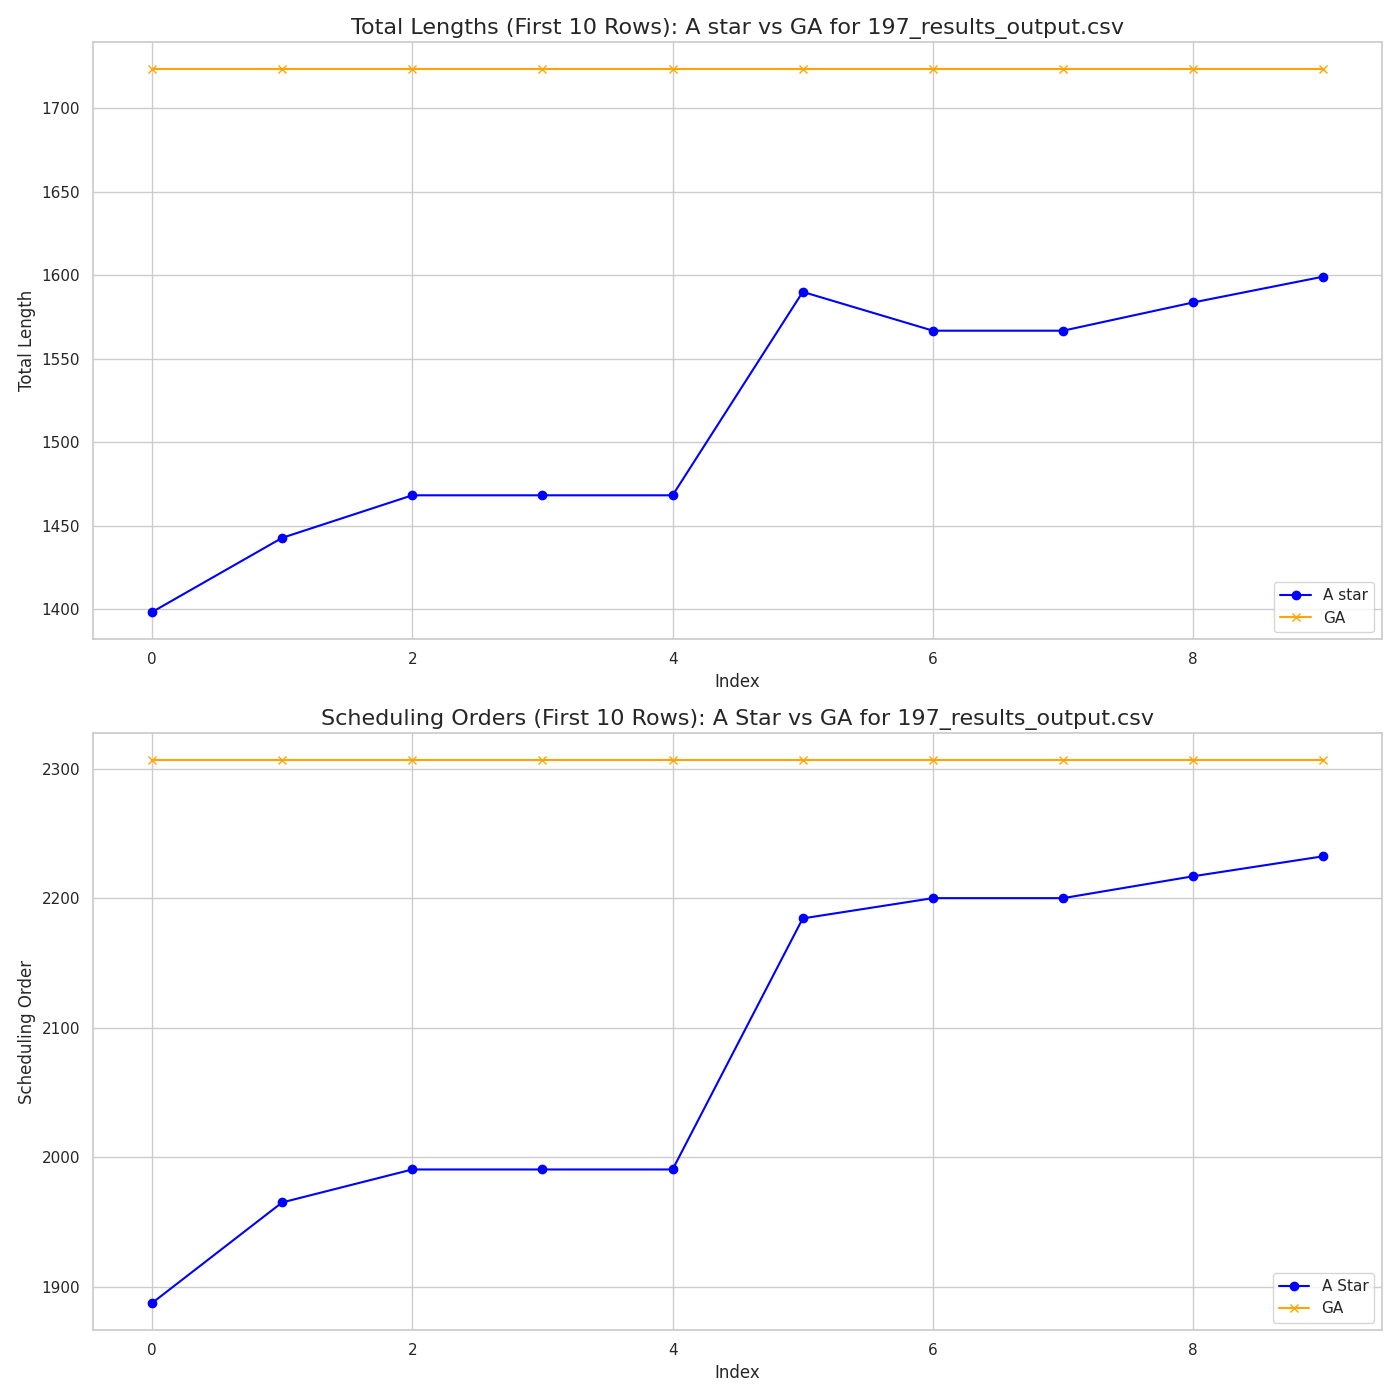 Total Lengths (First 10 Rows): A star vs GA for 197_results_output.csv
1700
1650
1600
1550
1500
1450
1400
Total Length
A star
GA
0 2 4 6 8
Index
Scheduling Orders (First 10 Rows): A Star vs GA for 197_results_output.csv
2300
2200
2100
2000
1900
Scheduling Order
A Star
GA
0 2 4 6 8
Index